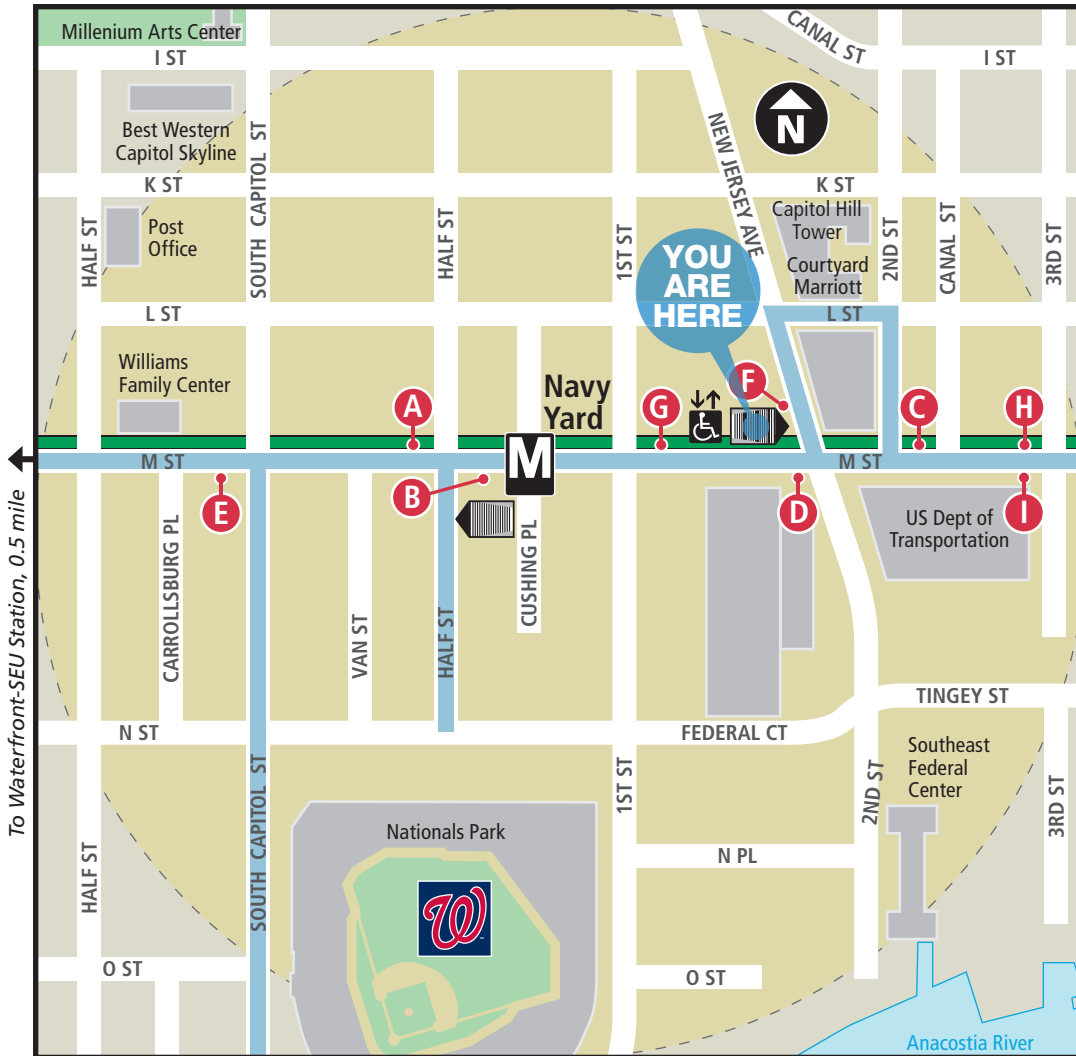 Millenium Arts Center
CANAL ST
I ST
I ST
N
Best Western
Capitol Skyline
SOUTH CAPITOL ST
NEW JERSEY AVE
K ST
K ST
HALF ST
Post
Office
HALF ST
1ST ST
Capitol Hill
Tower
2ND ST
CANAL ST
3RD ST
YOU
ARE
HERE
Courtyard
Marriott
L ST
L ST
Williams
Family Center
Navy
Yard
A
G
F
C
H
M
M ST
M ST
E
B
D
I
US Dept of
Transportation
To Waterfront-SEU Station, 0.5 mile
CARROLLSBURG PL
VAN ST
HALF ST
CUSHING PL
TINGEY ST
N ST
FEDERAL CT
Southeast
Federal
Center
SOUTH CAPITOL ST
1ST ST
2ND ST
3RD ST
Nationals Park
N PL
HALF ST
W
O ST
O ST
Anacostia River